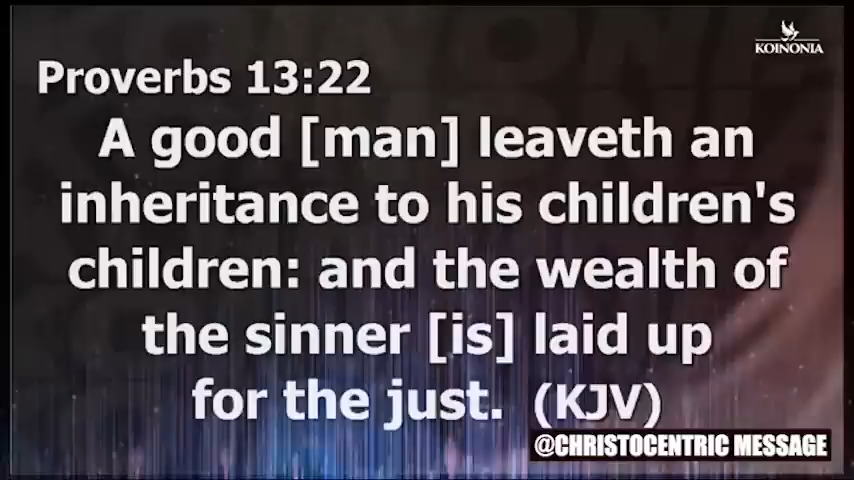 KOINONIA
Proverbs 13:22
A good [man] leaveth an
inheritance to his children's
children: and the wealth of
the sinner [is] laid up
for the just. (KJV)
@CHRISTOCENTRIC MESSAGE